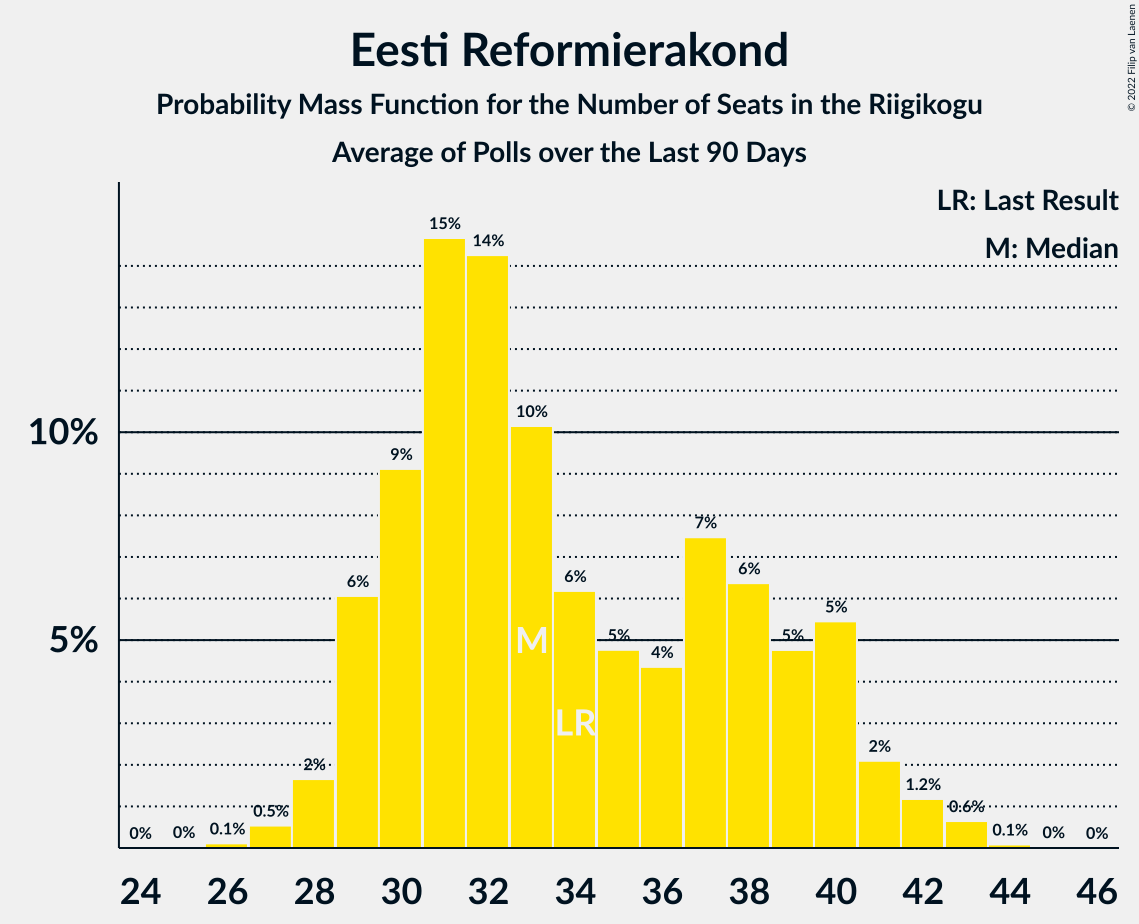 Eesti Reformierakond
Probability Mass Function for the Number of Seats in the Riigikogu
Average of Polls over the Last 90 Days
© 2022 Filip van Laenen
LR: Last Result
M: Median
10%
5%
0% 0% 0.1% 0.5% 2% 6% 9% 15% 14% 10% 6% 5% 4% 7% 6% 5% 5% 2% 1.2% 0.6% 0.1% 0% 0%
M
LR
24 26 28 30 32 34 36 38 40 42 44 46